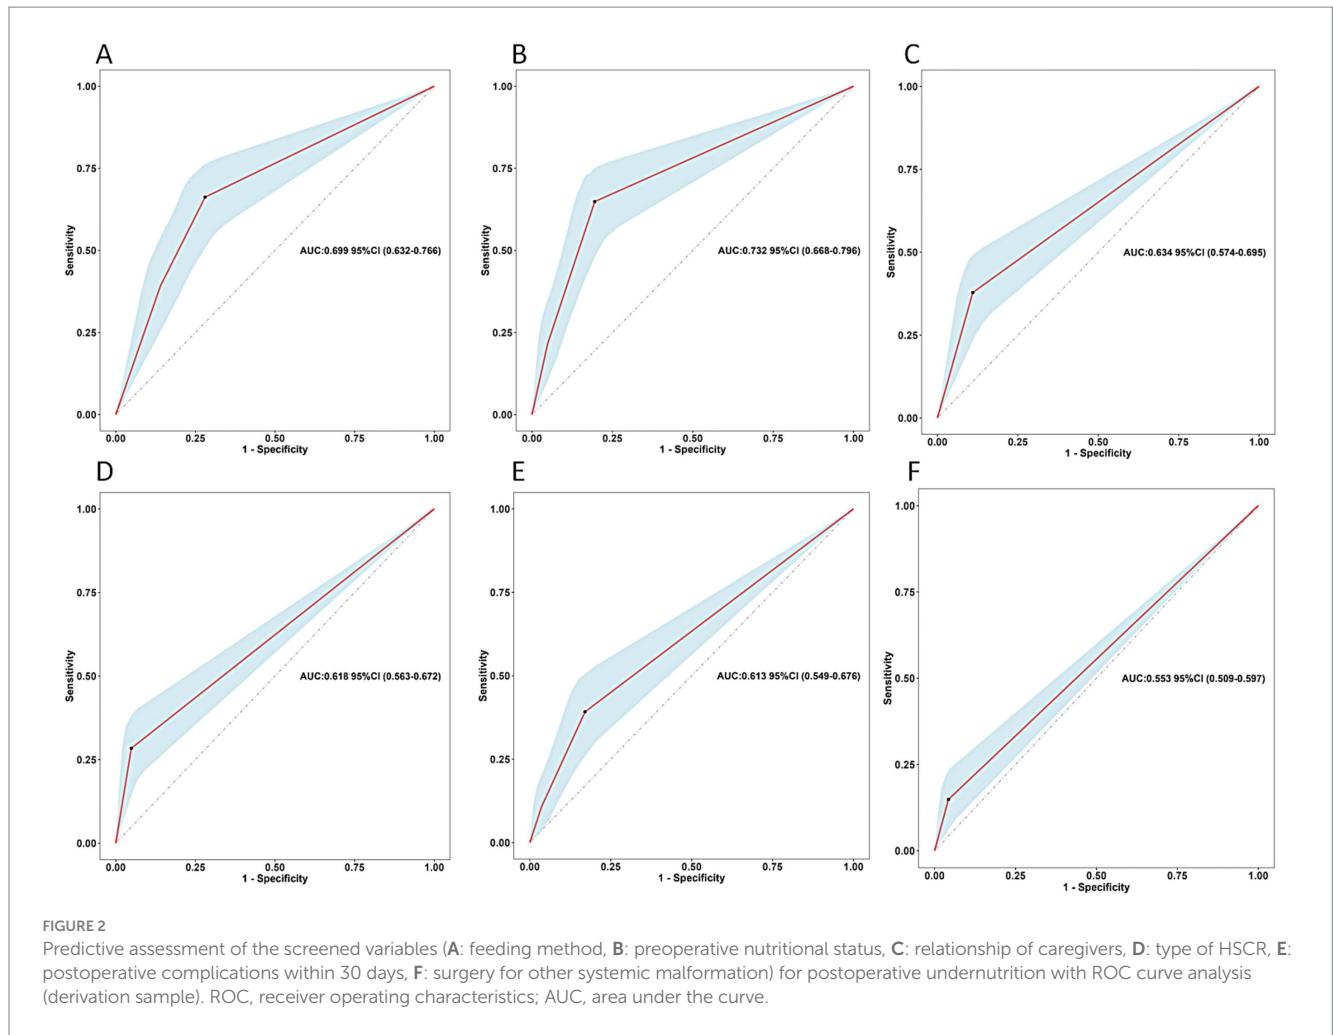 A
1.00
0.75
0.50
0.25
0.00
Sensitivity
AUC:0.699 95%CI (0.632-0.766)
0.00 0.25 0.50 0.75 1.00
1 - Specificity
B
1.00
0.75
0.50
0.25
0.00
Sensitivity
AUC:0.732 95%CI (0.668-0.796)
0.00 0.25 0.50 0.75 1.00
1 - Specificity
C
1.00
0.75
0.50
0.25
0.00
Sensitivity
AUC:0.634 95%CI (0.574-0.695)
0.00 0.25 0.50 0.75 1.00
1 - Specificity
D
1.00
0.75
0.50
0.25
0.00
Sensitivity
AUC:0.618 95%CI (0.563-0.672)
0.00 0.25 0.50 0.75 1.00
1 - Specificity
E
1.00
0.75
0.50
0.25
0.00
Sensitivity
AUC:0.613 95%CI (0.549-0.676)
0.00 0.25 0.50 0.75 1.00
1 - Specificity
F
1.00
0.75
0.50
0.25
0.00
Sensitivity
AUC:0.553 95%CI (0.509-0.597)
0.00 0.25 0.50 0.75 1.00
1 - Specificity
FIGURE 2
Predictive assessment of the screened variables (A: feeding method, B: preoperative nutritional status, C: relationship of caregivers, D: type of HSCR, E:
postoperative complications within 30 days, F: surgery for other systemic malformation) for postoperative undernutrition with ROC curve analysis
(derivation sample). ROC, receiver operating characteristics; AUC, area under the curve.